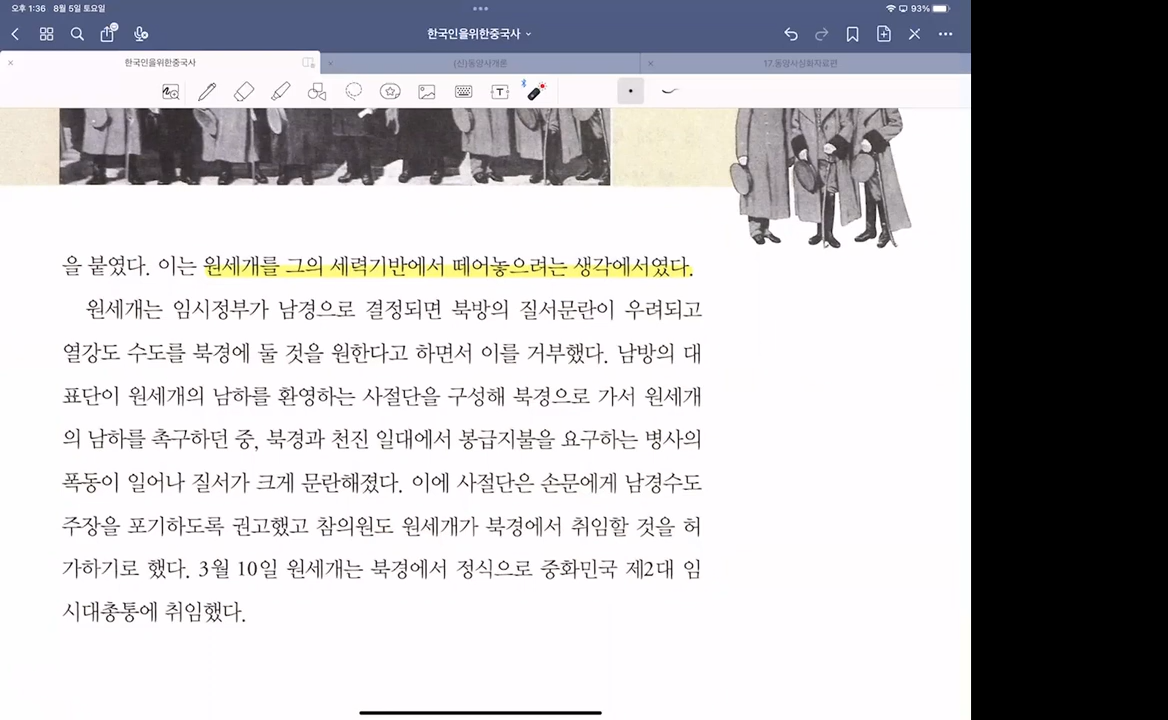 오후 1:36 8월 5일 토요일
93%
한국인을위한중국사
한국인을위한중국사
(신)동양사개론
17.동양사심화자료편
을 붙였다. 이는 원세개를 그의 세력기반에서 떼어놓으려는 생각에서였다.
원세개는 임시정부가 남경으로 결정되면 북방의 질서문란이 우려되고
열강도 수도를 북경에 둘 것을 원한다고 하면서 이를 거부했다. 남방의 대
표단이 원세개의 남하를 환영하는 사절단을 구성해 북경으로 가서 원세개
의 남하를 촉구하던 중, 북경과 천진 일대에서 봉급지불을 요구하는 병사의
폭동이 일어나 질서가 크게 문란해졌다. 이에 사절단은 손문에게 남경수도
주장을 포기하도록 권고했고 참의원도 원세개가 북경에서 취임할 것을 허
가하기로 했다. 3월 10일 원세개는 북경에서 정식으로 중화민국 제2대 임
시대총통에 취임했다.